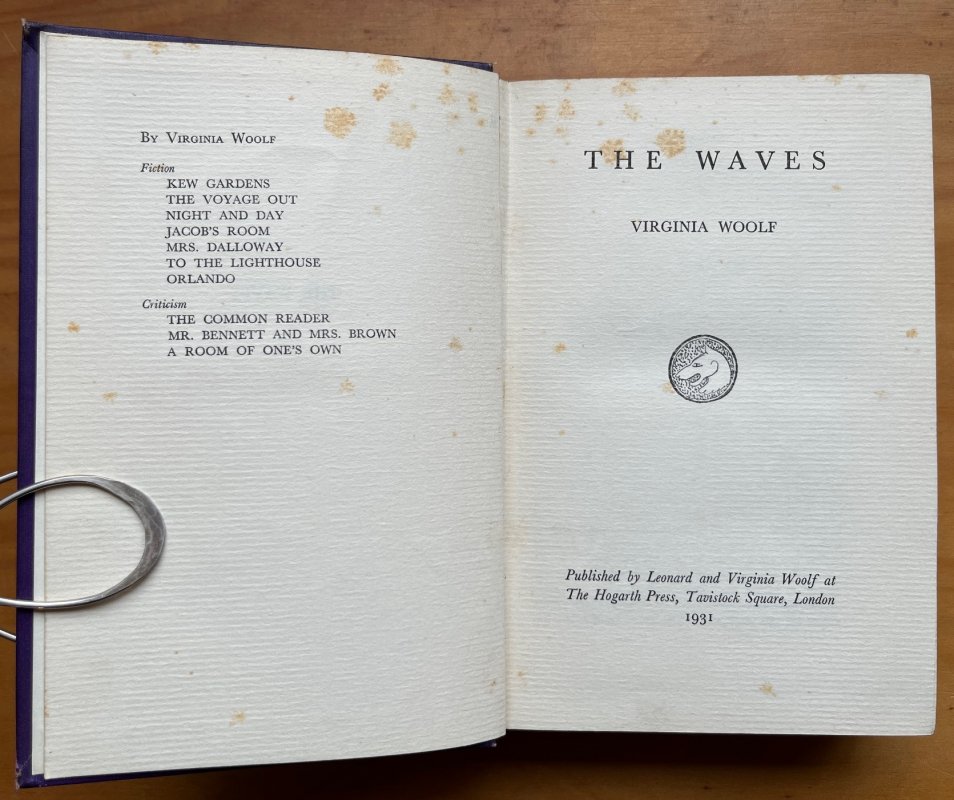 By Virginia Woolf
Fiction
KEW GARDENS
THE VOYAGE OUT
NIGHT AND DAY
JACOB'S ROOM
MRS. DALLOWAY
TO THE LIGHTHOUSE
ORLANDO
Criticism
THE COMMON READER
MR. BENNETT AND MRS. BROWN
A ROOM OF ONE'S OWN
THE WAVES
VIRGINIA WOOLF
Published by Leonard and Virginia Woolf at
The Hogarth Press, Tavistock Square, London
1931